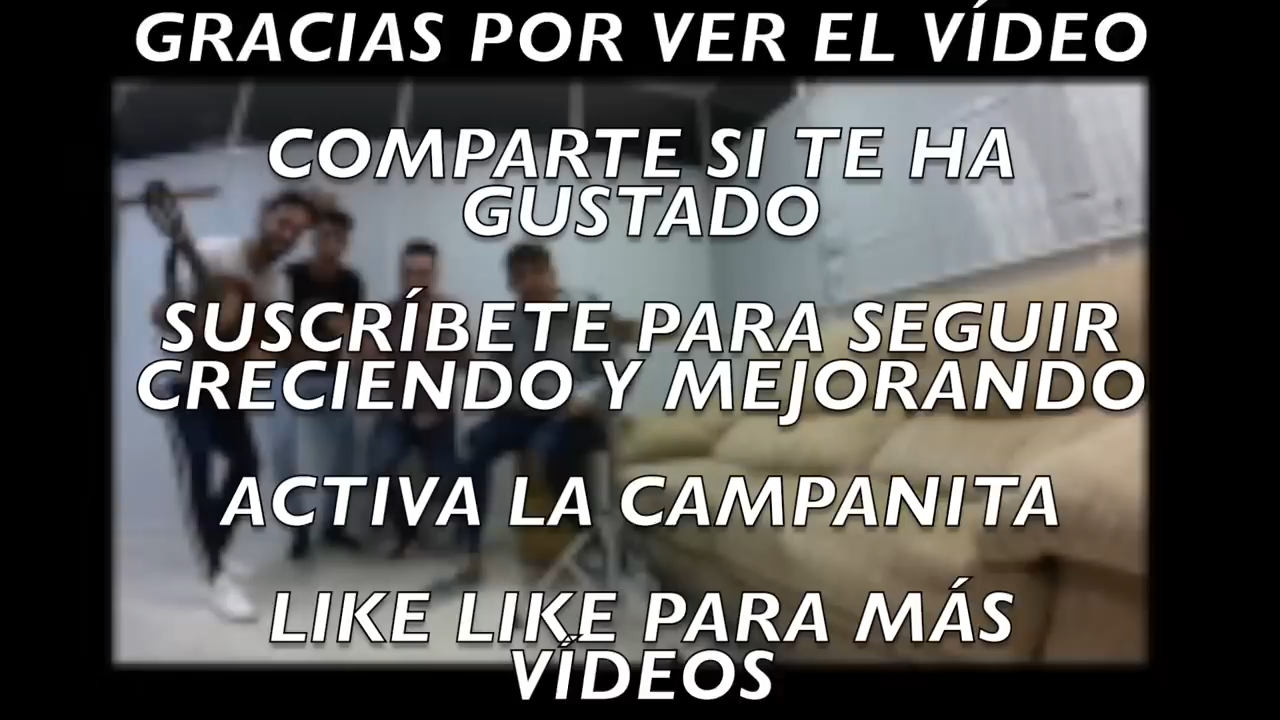 GRACIAS POR VER EL VÍDEO
COMPARTE SI TE HA
GUSTADO
SUSCRÍBETE PARA SEGUIR
CRECIENDO Y MEJORANDO
ACTIVA LA CAMPANITA
LIKE LIKE PARA MÁS
VÍDEOS